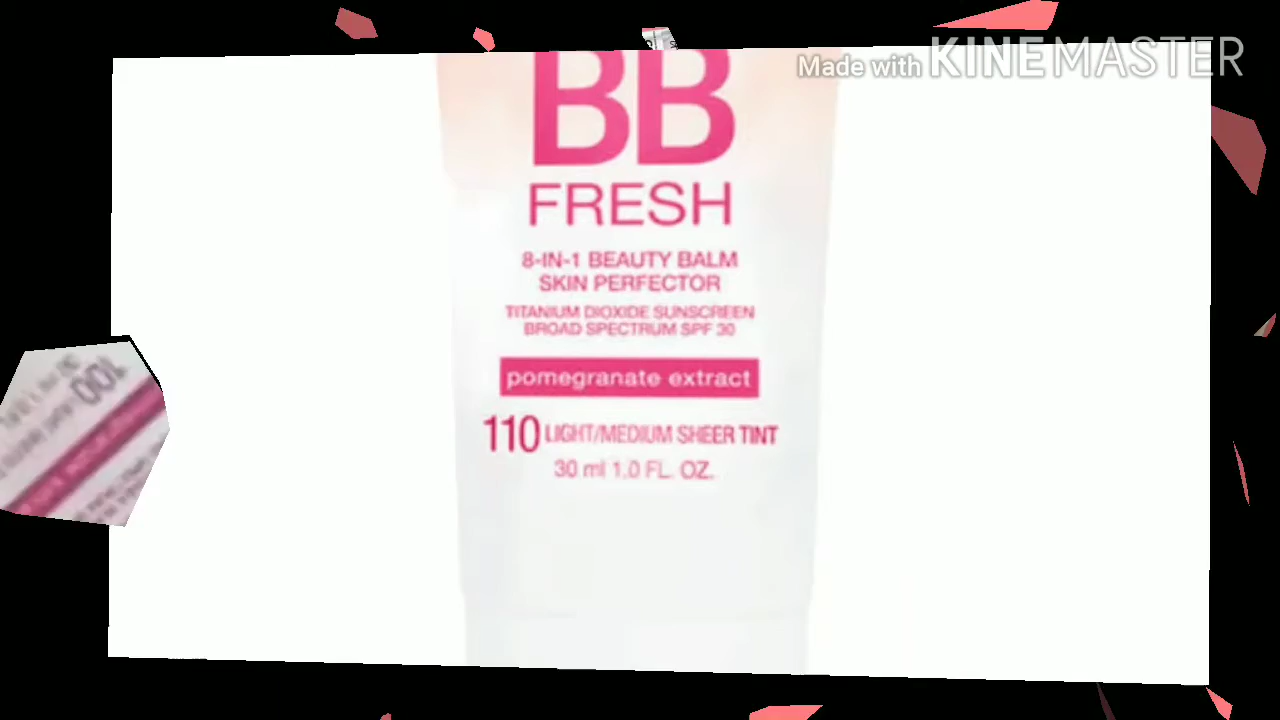 Made with KINEMASTER
BB
FRESH
8-IN-1 BEAUTY BALM
SKIN PERFECTOR
TITANIUM DIOXIDE SUNSCREEN
BROAD SPECTRUM SPF 30
pomegranate extract
110 LIGHT/MEDIUM SHEER TINT
30 ml 1.0 FL. OZ.
100